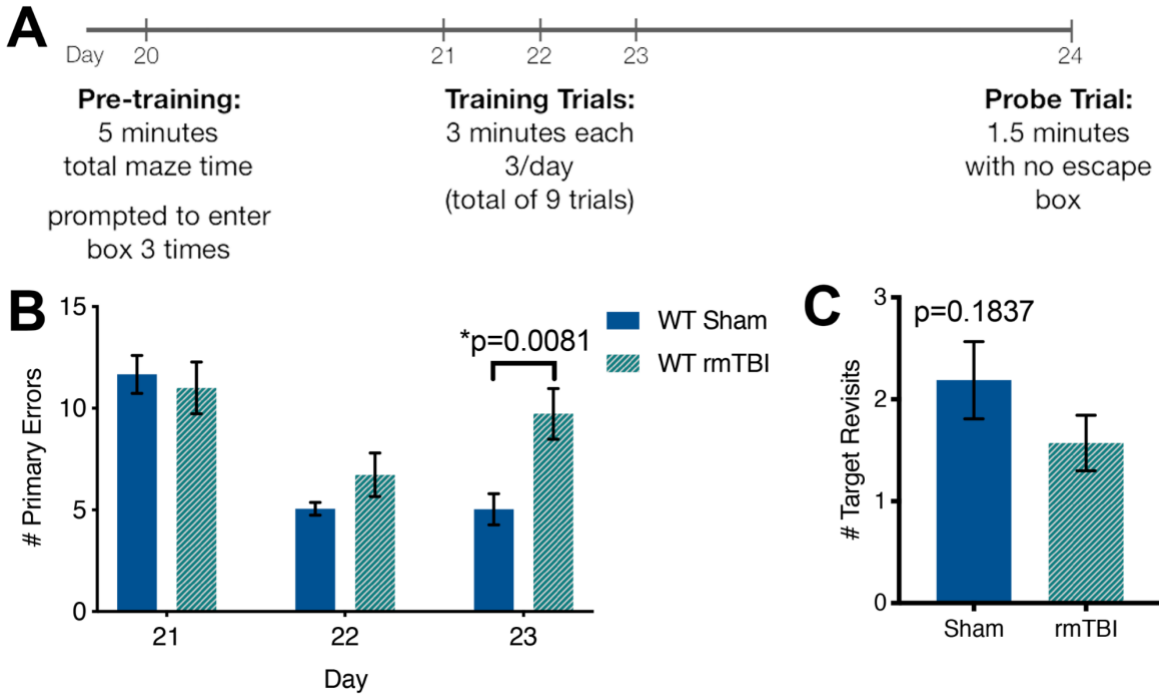 A
Day 20 21 22 23 24
Pre-training:
5 minutes
total maze time
prompted to enter
box 3 times
Training Trials:
3 minutes each
3/day
(total of 9 trials)
Probe Trial:
1.5 minutes
with no escape
box
B
# Primary Errors
15
10
5
0
*p=0.0081
WT Sham
WT rmTBI
21 22 23
Day
C
# Target Revisits
3
2
1
0
p=0.1837
Sham rmTBI